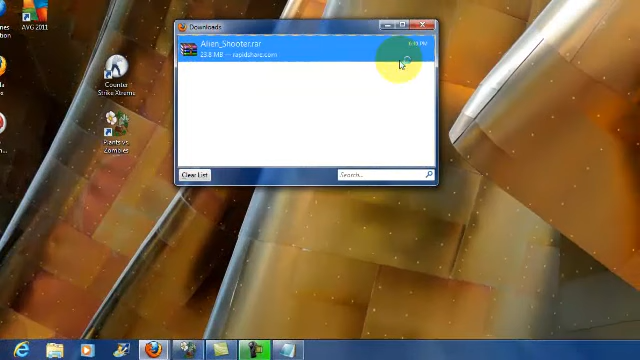 AVG 2011
Counter
Strike Xtreme
Plants vs.
Zombies
Downloads
Alien_Shooter.rar
23.8 MB — rapidshare.com
Clear List
Search...